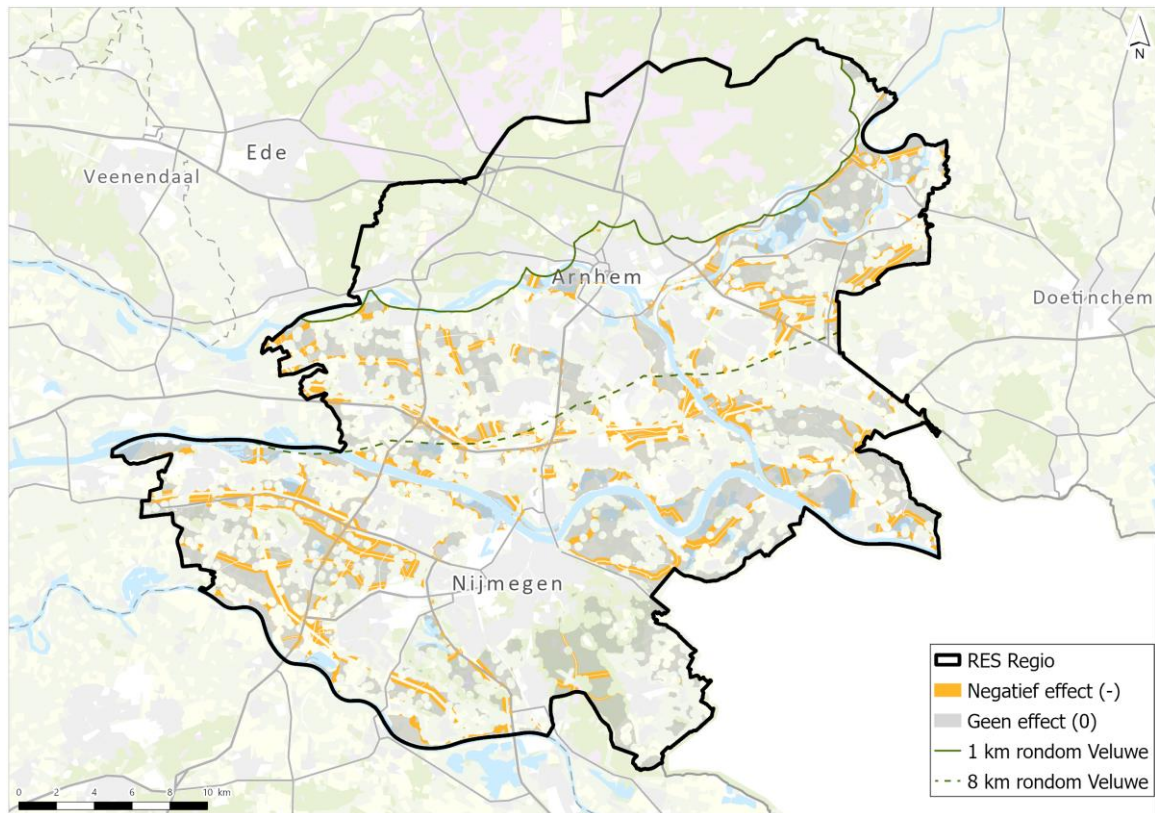 N
Ede
Veenendaal
Arnhem
Doetinchem
Nijmegen
RES Regio
Negatief effect (-)
Geen effect (0)
1 km rondom Veluwe
8 km rondom Veluwe
0 2 4 6 8 10 km